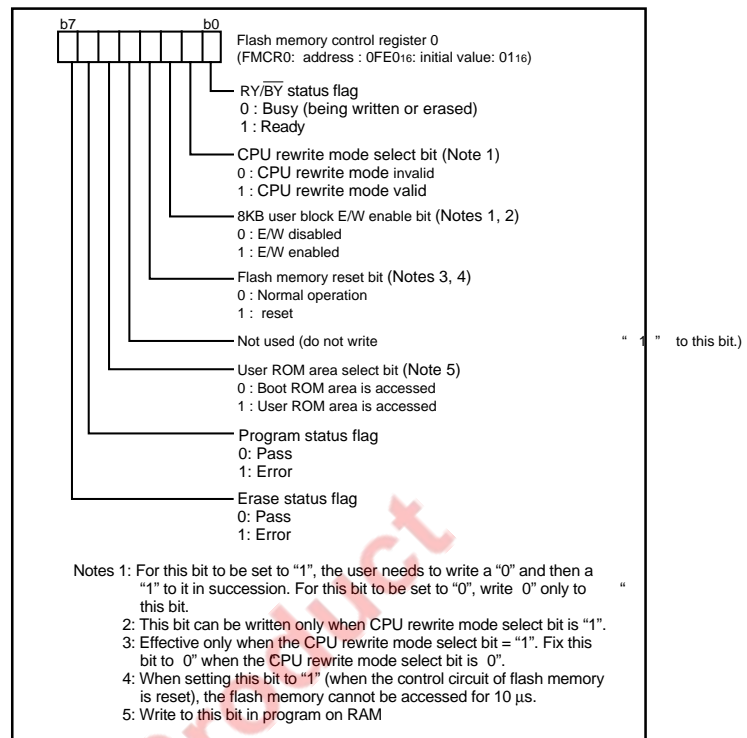 b7 b0
Flash memory control register 0
(FMCR0: address : 0FE016: initial value: 0116)
RY/BY status flag
0 : Busy (being written or erased)
1 : Ready
CPU rewrite mode select bit (Note 1)
0 : CPU rewrite mode invalid
1 : CPU rewrite mode valid
8KB user block E/W enable bit (Notes 1, 2)
0 : E/W disabled
1 : E/W enabled
Flash memory reset bit (Notes 3, 4)
0 : Normal operation
1 : reset
Not used (do not write “ 1 ” to this bit.)
User ROM area select bit (Note 5)
0 : Boot ROM area is accessed
1 : User ROM area is accessed
Program status flag
0: Pass
1: Error
Erase status flag
0: Pass
1: Error
Notes 1: For this bit to be set to “1”, the user needs to write a “0” and then a
“1” to it in succession. For this bit to be set to “0”, write 0” only to “
this bit.
2: This bit can be written only when CPU rewrite mode select bit is “1”.
3: Effective only when the CPU rewrite mode select bit = “1”. Fix this
bit to 0” when the CPU rewrite mode select bit is 0”.
4: When setting this bit to “1” (when the control circuit of flash memory
is reset), the flash memory cannot be accessed for 10 μs.
5: Write to this bit in program on RAM
Product